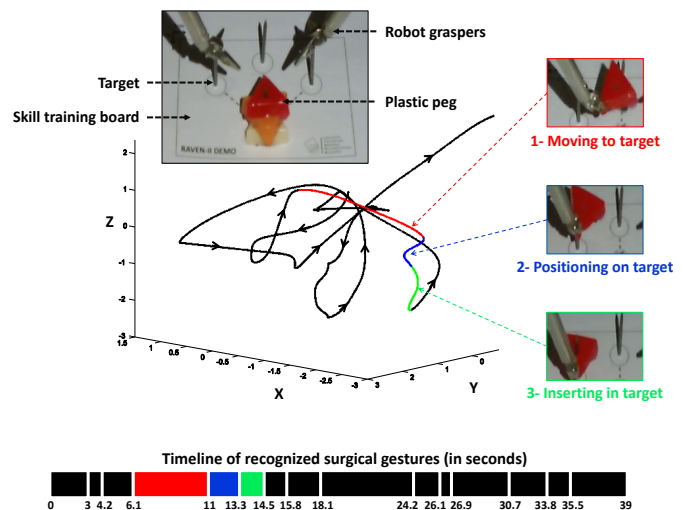 Robot graspers
Target
Plastic peg
Skill training board
RAVEN-II DEMO
1- Moving to target
2- Positioning on target
3- Inserting in target
Z
2
1
0
-1
-2
-3
1.5
1
0.5
0
-0.5
-1
-1.5
-2
-2.5
-3
X
3
2
1
0
Y
Timeline of recognized surgical gestures (in seconds)
0 3 4.2 6.1 11 13.3 14.5 15.8 18.1 24.2 26.1 26.9 30.7 33.8 35.5 39